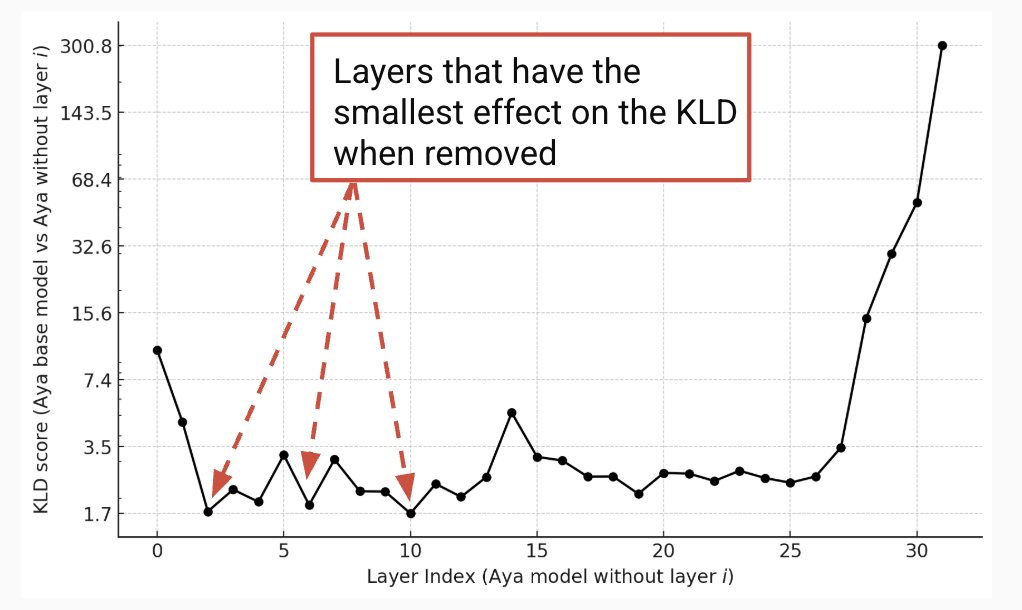 Layers that have the
smallest effect on the KLD
when removed
KLD score (Aya base model vs Aya without layer i)
300.8
143.5
68.4
32.6
15.6
7.4
3.5
1.7
0 5 10 15 20 25 30
Layer Index (Aya model without layer i)